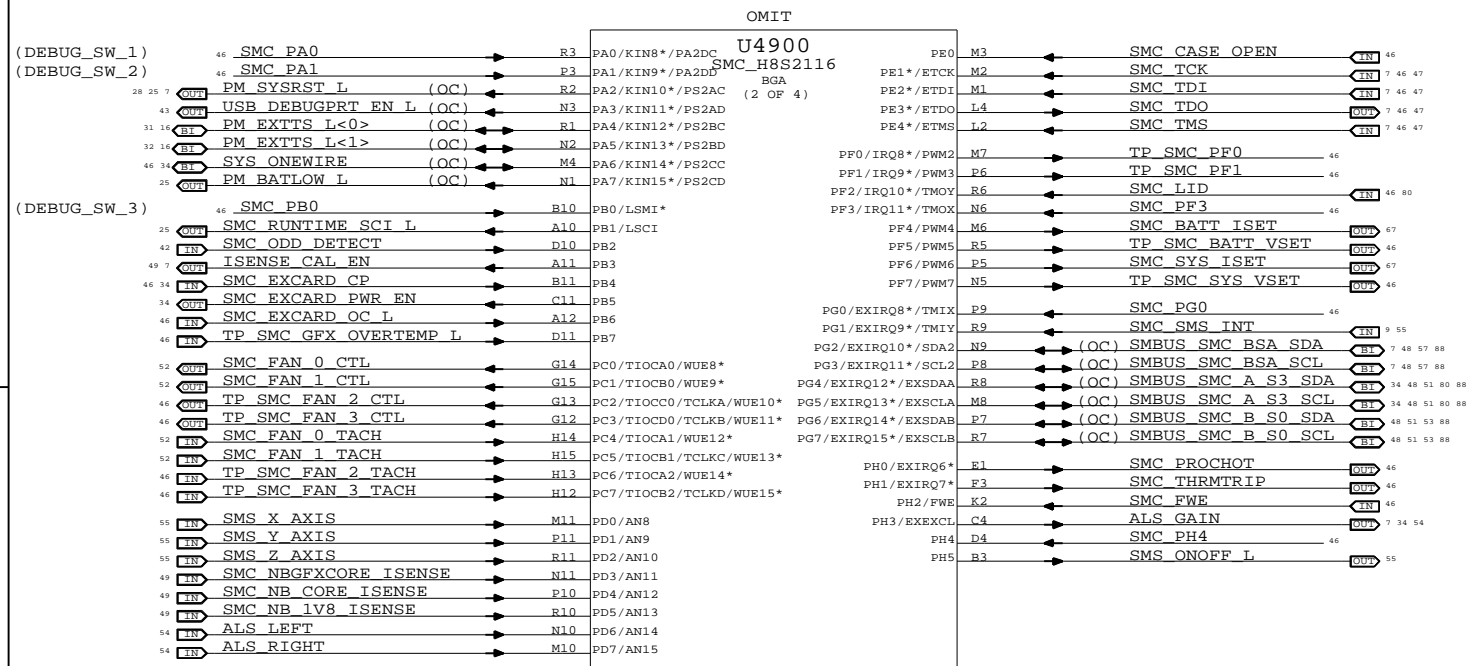 OMIT
U4900
SMC_H8S2116
BGA
(2 OF 4)
(DEBUG_SW_1) 46 SMC_PA0 R3 PA0/KIN8*/PA2DC
(DEBUG_SW_2) 46 SMC_PA1 P3 PA1/KIN9*/PA2DD
28 25 7 OUT PM_SYSRST_L (OC) R2 PA2/KIN10*/PS2AC
43 OUT USB_DEBUGPRT_EN_L (OC) N3 PA3/KIN11*/PS2AD
31 16 BI PM_EXTTS_L<0> (OC) R1 PA4/KIN12*/PS2BC
32 16 BI PM_EXTTS_L<1> (OC) N2 PA5/KIN13*/PS2BD
46 34 BI SYS_ONEWIRE (OC) M4 PA6/KIN14*/PS2CC
25 OUT PM_BATLOW_L (OC) N1 PA7/KIN15*/PS2CD
(DEBUG_SW_3) 46 SMC_PB0 B10 PB0/LSMI*
25 OUT SMC_RUNTIME_SCI_L A10 PB1/LSCI
42 IN SMC_ODD_DETECT D10 PB2
49 7 OUT ISENSE_CAL_EN A11 PB3
46 34 IN SMC_EXCARD_CP B11 PB4
34 OUT SMC_EXCARD_PWR_EN C11 PB5
46 IN SMC_EXCARD_OC_L A12 PB6
46 IN TP_SMC_GFX_OVERTEMP_L D11 PB7
52 OUT SMC_FAN_0_CTL G14 PC0/TIOCA0/WUE8*
52 OUT SMC_FAN_1_CTL G15 PC1/TIOCB0/WUE9*
46 OUT TP_SMC_FAN_2_CTL G13 PC2/TIOCC0/TCLKA/WUE10*
46 OUT TP_SMC_FAN_3_CTL G12 PC3/TIOCD0/TCLKB/WUE11*
52 IN SMC_FAN_0_TACH H14 PC4/TIOCA1/WUE12*
52 IN SMC_FAN_1_TACH H15 PC5/TIOCB1/TCLKC/WUE13*
46 IN TP_SMC_FAN_2_TACH H13 PC6/TIOCA2/WUE14*
46 IN TP_SMC_FAN_3_TACH H12 PC7/TIOCB2/TCLKD/WUE15*
55 IN SMS_X_AXIS M11 PD0/AN8
55 IN SMS_Y_AXIS P11 PD1/AN9
55 IN SMS_Z_AXIS R11 PD2/AN10
49 IN SMC_NBGFXCORE_ISENSE N11 PD3/AN11
49 IN SMC_NB_CORE_ISENSE P10 PD4/AN12
49 IN SMC_NB_1V8_ISENSE R10 PD5/AN13
54 IN ALS_LEFT N10 PD6/AN14
54 IN ALS_RIGHT M10 PD7/AN15
PE0 M3 SMC_CASE_OPEN IN 46
PE1*/ETCK M2 SMC_TCK IN 7 46 47
PE2*/ETDI M1 SMC_TDI IN 7 46 47
PE3*/ETDO L4 SMC_TDO OUT 7 46 47
PE4*/ETMS L2 SMC_TMS IN 7 46 47
PF0/IRQ8*/PWM2 M7 TP_SMC_PF0 46
PF1/IRQ9*/PWM3 P6 TP_SMC_PF1 46
PF2/IRQ10*/TMOY R6 SMC_LID IN 46 80
PF3/IRQ11*/TMOX N6 SMC_PF3 46
PF4/PWM4 M6 SMC_BATT_ISET OUT 67
PF5/PWM5 R5 TP_SMC_BATT_VSET OUT 46
PF6/PWM6 P5 SMC_SYS_ISET OUT 67
PF7/PWM7 N5 TP_SMC_SYS_VSET OUT 46
PG0/EXIRQ8*/TMIX P9 SMC_PG0 46
PG1/EXIRQ9*/TMIY R9 SMC_SMS_INT IN 9 55
PG2/EXIRQ10*/SDA2 N9 (OC) SMBUS_SMC_BSA_SDA BI 7 48 57 88
PG3/EXIRQ11*/SCL2 P8 (OC) SMBUS_SMC_BSA_SCL BI 7 48 57 88
PG4/EXIRQ12*/EXSDAA R8 (OC) SMBUS_SMC_A_S3_SDA BI 34 48 51 80 88
PG5/EXIRQ13*/EXSCLA M8 (OC) SMBUS_SMC_A_S3_SCL BI 34 48 51 80 88
PG6/EXIRQ14*/EXSDAB P7 (OC) SMBUS_SMC_B_S0_SDA BI 48 51 53 88
PG7/EXIRQ15*/EXSCLB R7 (OC) SMBUS_SMC_B_S0_SCL BI 48 51 53 88
PH0/EXIRQ6* E1 SMC_PROCHOT OUT 46
PH1/EXIRQ7* F3 SMC_THRMTRIP OUT 46
PH2/FWE K2 SMC_FWE IN 46
PH3/EXEXCL C4 ALS_GAIN OUT 7 34 54
PH4 D4 SMC_PH4 46
PH5 B3 SMS_ONOFF_L OUT 55